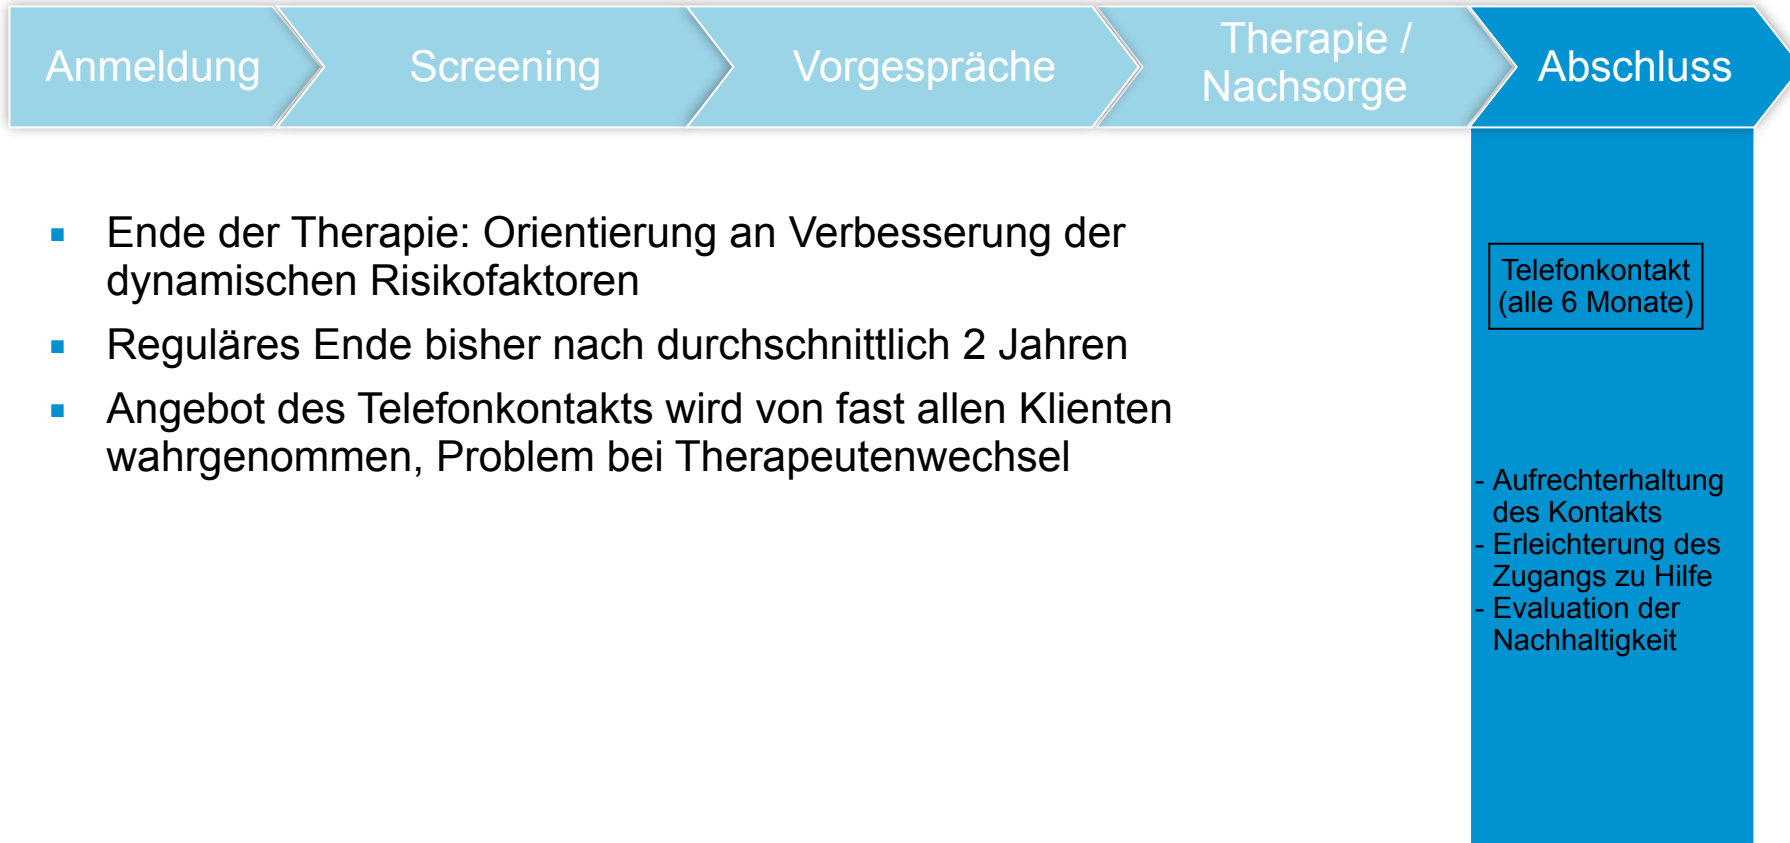 Anmeldung
Screening
Vorgespräche
Therapie /
Nachsorge
Abschluss
▪ Ende der Therapie: Orientierung an Verbesserung der
dynamischen Risikofaktoren
▪ Reguläres Ende bisher nach durchschnittlich 2 Jahren
▪ Angebot des Telefonkontakts wird von fast allen Klienten
wahrgenommen, Problem bei Therapeutenwechsel
Telefonkontakt
(alle 6 Monate)
- Aufrechterhaltung
des Kontakts
- Erleichterung des
Zugangs zu Hilfe
- Evaluation der
Nachhaltigkeit